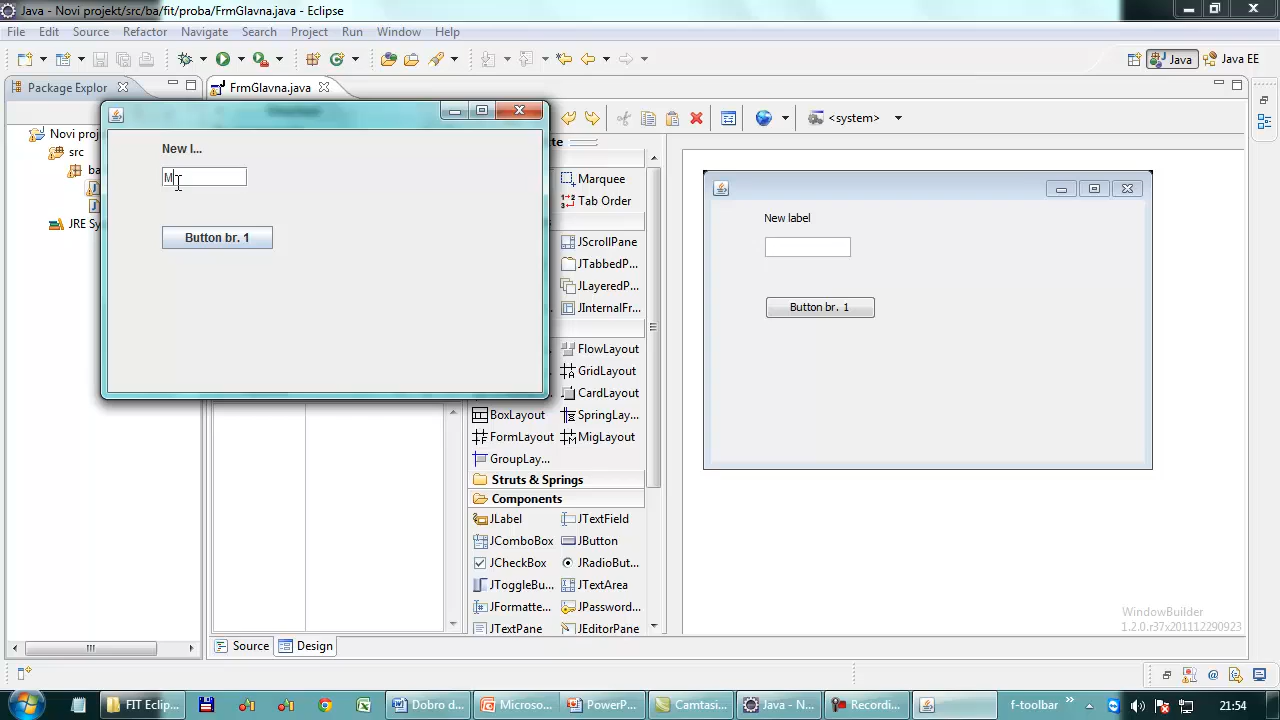 Java - Novi projekt/src/ba/fit/proba/FrmGlavna.java - Eclipse
File Edit Source Refactor Navigate Search Project Run Window Help
Java Java EE
Package Explor FrmGlavna.java
<system>
Novi proj
src
ba
JRE Sy
New l...
M
Button br. 1
te
Marquee
Tab Order
JScrollPane
JTabbedP...
JLayeredP...
JInternalFr...
FlowLayout
GridLayout
CardLayout
BoxLayout SpringLay...
FormLayout MigLayout
GroupLay...
Struts & Springs
Components
JLabel JTextField
JComboBox JButton
JCheckBox JRadioBut...
JToggleBu... JTextArea
JFormatte... JPassword...
JTextPane JEditorPane
New label
Button br. 1
WindowBuilder
1.2.0.r37x201112290923
Source Design
FIT Eclip... Dobro d... Microso... PowerP... Camtasi... Java - N... Recordi... f-toolbar 21:54